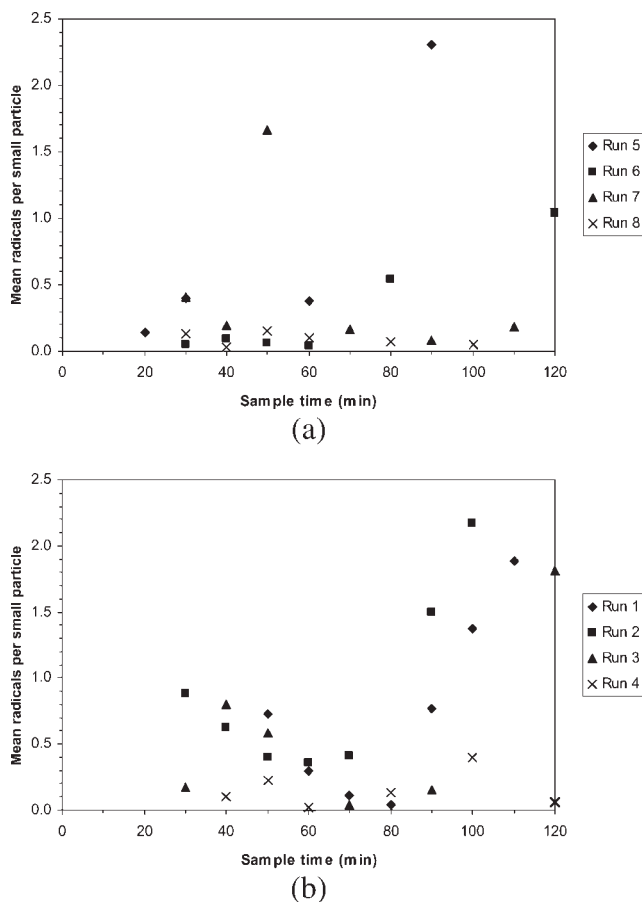 2.5
2.0
1.5
1.0
0.5
0.0
Mean radicals per small particle
0 20 40 60 80 100 120
Sample time (min)
Run 5
Run 6
Run 7
Run 8
(a)
2.5
2.0
1.5
1.0
0.5
0.0
Mean radicals per small particle
0 20 40 60 80 100 120
Sample time (min)
Run 1
Run 2
Run 3
Run 4
(b)